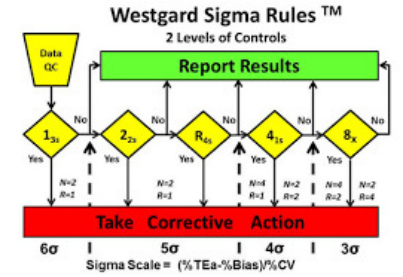 Westgard Sigma Rules TM
2 Levels of Controls
Data
QC
Report Results
No
No
No
No
No
1₃s
2₂s
R₄s
4₁s
8x
Yes
Yes
Yes
Yes
Yes
N=2
R=1
N=2
R=1
N=4
R=1
N=2
R=2
N=4
R=2
N=2
R=4
Take Corrective Action
6σ
5σ
4σ
3σ
Sigma Scale = (%TEa-%Bias)/%CV